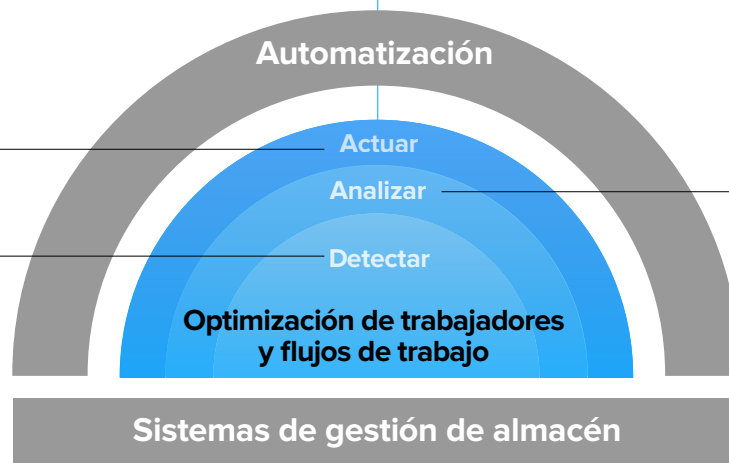 Automatización
Actuar
Analizar
Detectar
Optimización de trabajadores
y flujos de trabajo
Sistemas de gestión de almacén